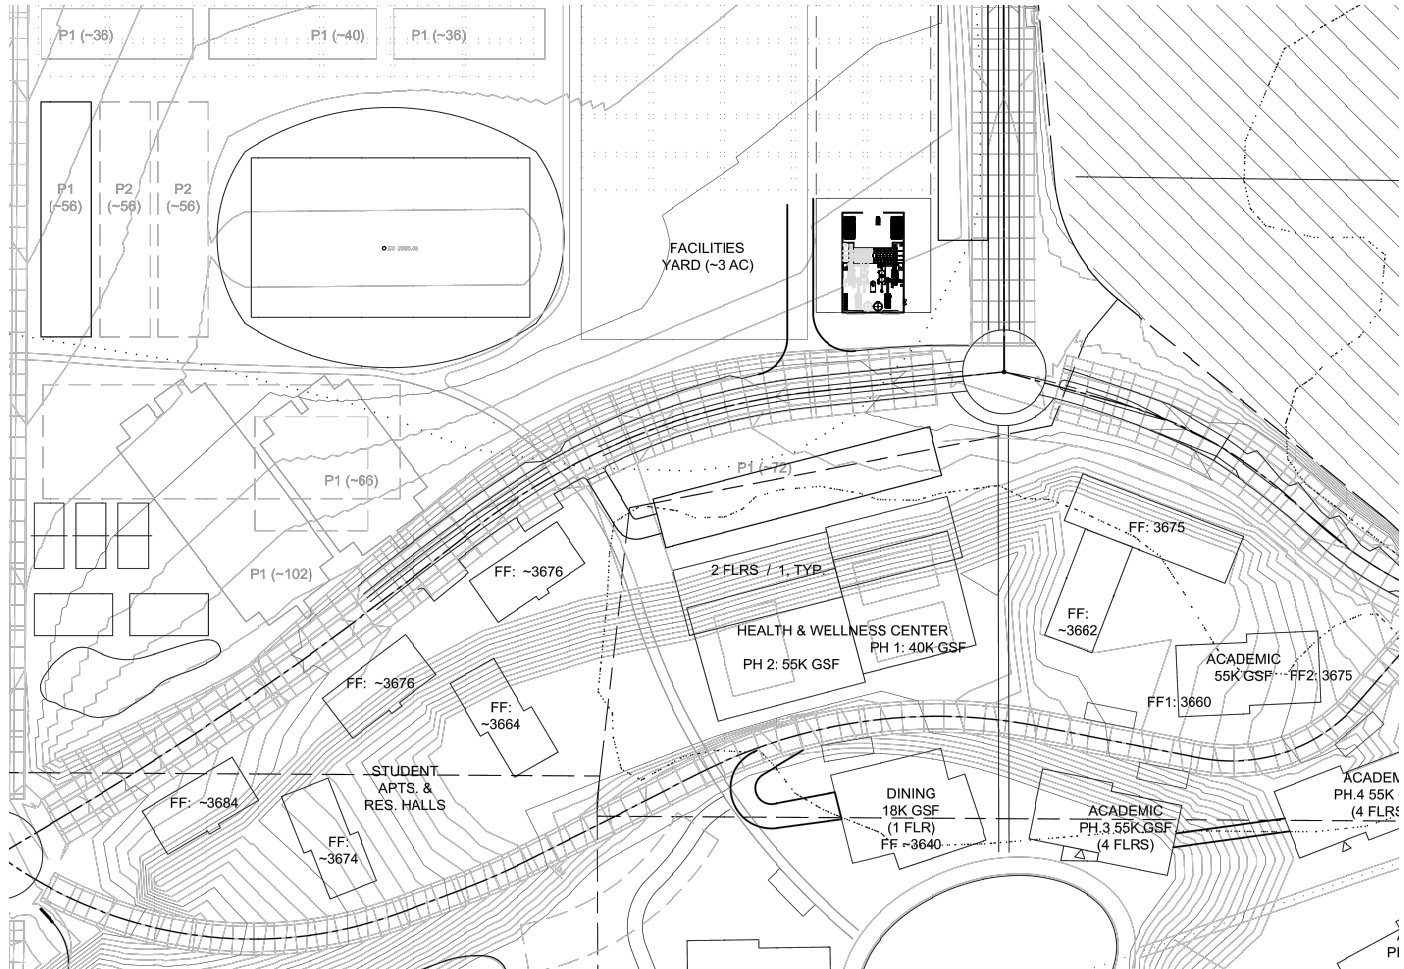 P1 (~36)
P1 (~40)
P1 (~36)
P1
(~56)
P2
(~56)
P2
(~56)
FACILITIES
YARD (~3 AC)
P1 (~72)
P1 (~66)
P1 (~102)
FF: 3675
FF: ~3676
2 FLRS / 1, TYP.
FF:
~3662
HEALTH & WELLNESS CENTER
PH 1: 40K GSF
PH 2: 55K GSF
ACADEMIC
55K GSF
FF2: 3675
FF1: 3660
FF: ~3676
FF:
~3664
STUDENT
APTS. &
RES. HALLS
FF: ~3684
FF:
~3674
DINING
18K GSF
(1 FLR)
FF ~3640
ACADEMIC
PH.3 55K GSF
(4 FLRS)
ACADEM
PH.4 55K
(4 FLRS